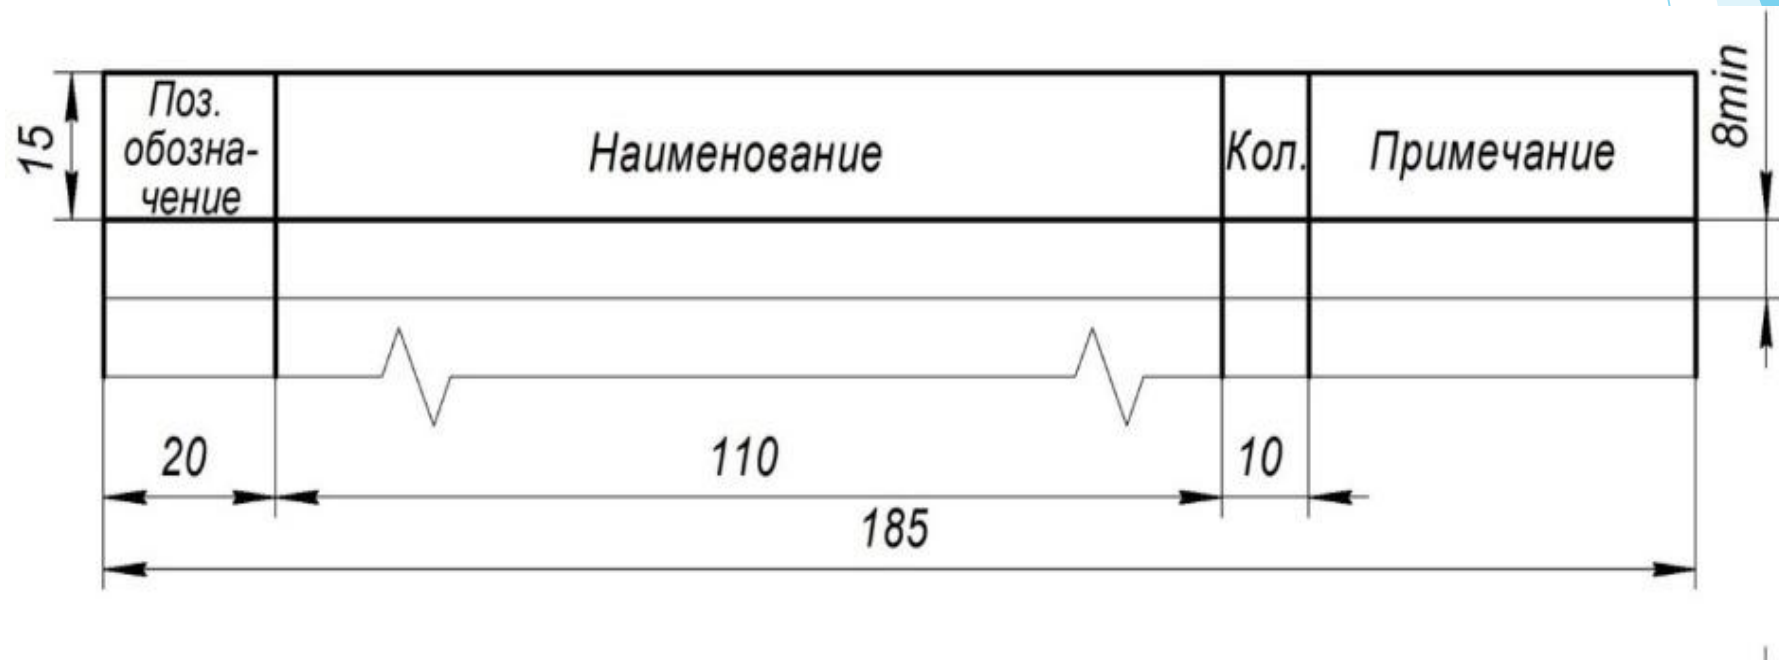 Поз.
обозна-
чение
Наименование
Кол.
Примечание
15
8min
20
110
10
185